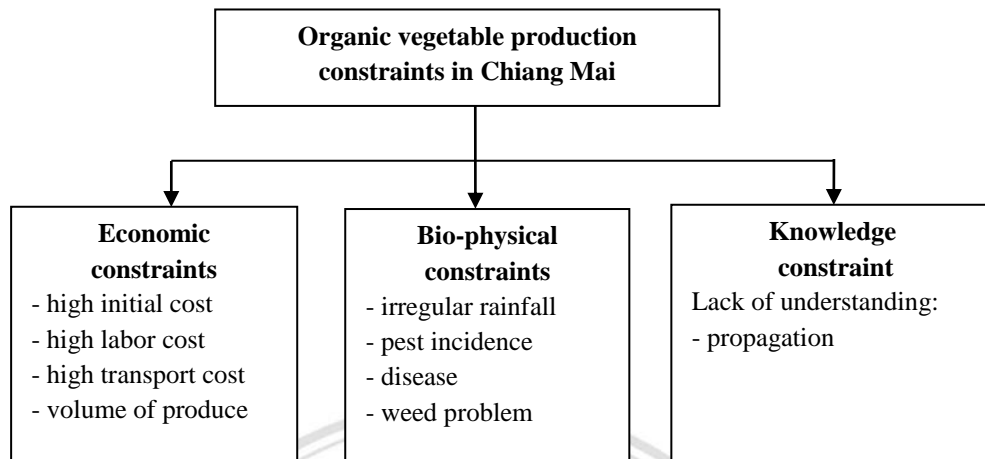 Organic vegetable production
constraints in Chiang Mai
Economic
constraints
- high initial cost
- high labor cost
- high transport cost
- volume of produce
Bio-physical
constraints
- irregular rainfall
- pest incidence
- disease
- weed problem
Knowledge
constraint
Lack of understanding:
- propagation